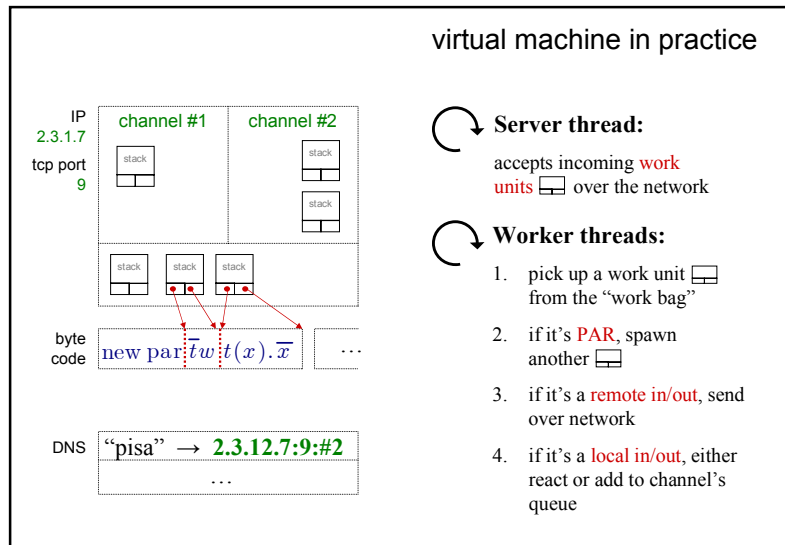 virtual machine in practice
IP
2.3.1.7
tcp port
9
channel #1
channel #2
stack
stack
stack
stack
stack
stack
byte
code
new par t̅w t(x).x̅
...
DNS
“pisa” → 2.3.12.7:9:#2
...
Server thread:
accepts incoming work
units over the network
Worker threads:
1. pick up a work unit
from the “work bag”
2. if it’s PAR, spawn
another
3. if it’s a remote in/out, send
over network
4. if it’s a local in/out, either
react or add to channel’s
queue